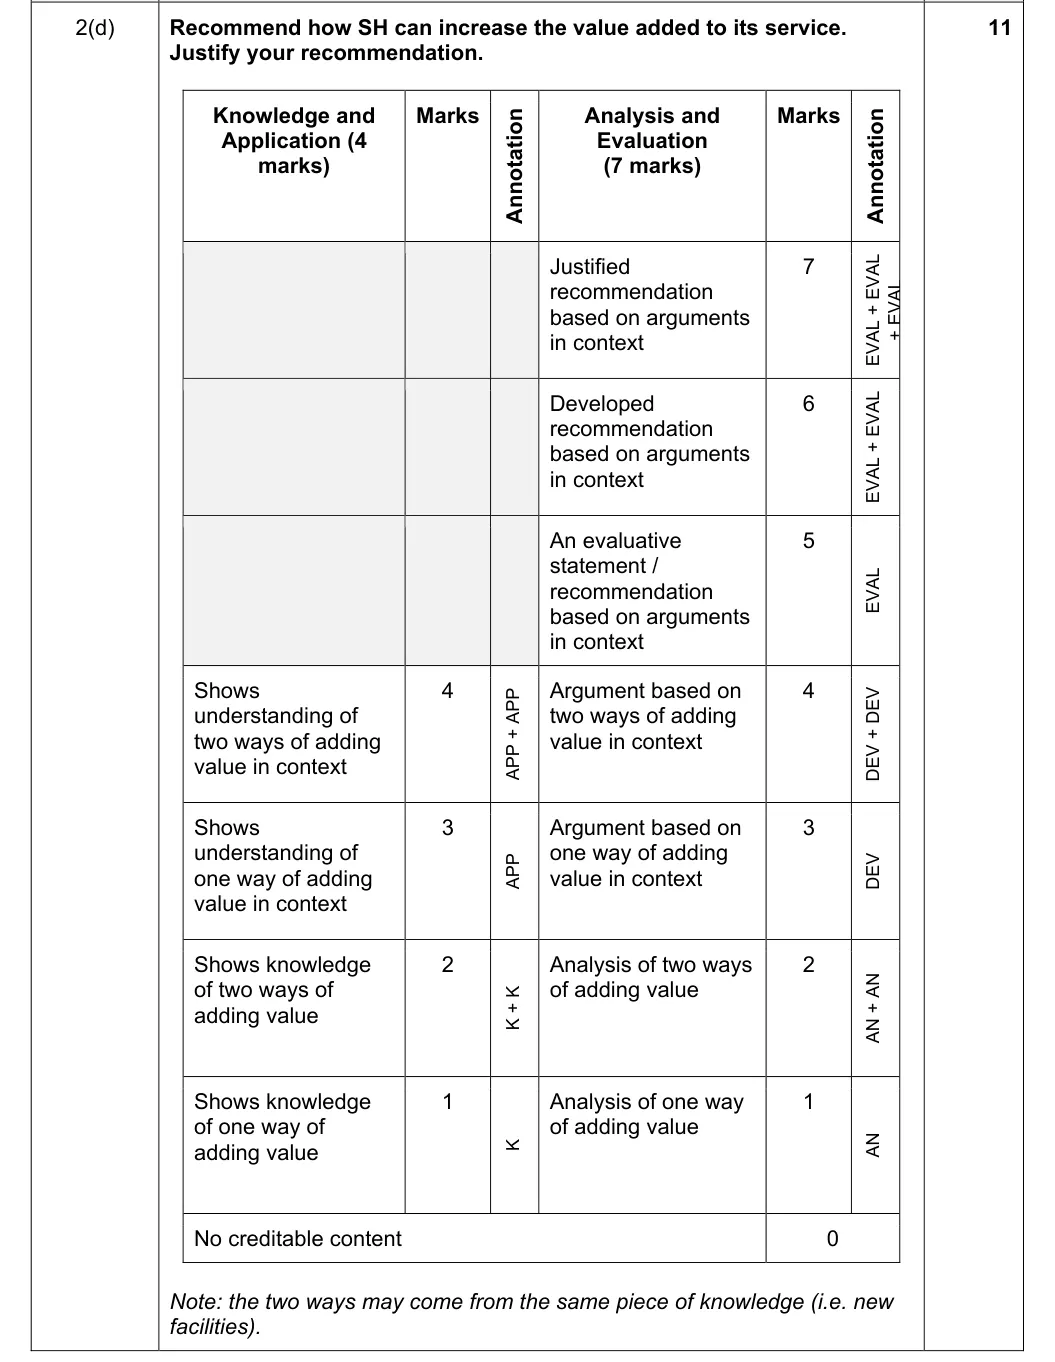 2(d)
Recommend how SH can increase the value added to its service.
Justify your recommendation.
11
Knowledge and
Application (4
marks)
Marks
Annotation
Analysis and
Evaluation
(7 marks)
Marks
Annotation
Justified
recommendation
based on arguments
in context
7
EVAL + EVAL
+ EVAL
Developed
recommendation
based on arguments
in context
6
EVAL + EVAL
An evaluative
statement /
recommendation
based on arguments
in context
5
EVAL
Shows
understanding of
two ways of adding
value in context
4
APP + APP
Argument based on
two ways of adding
value in context
4
DEV + DEV
Shows
understanding of
one way of adding
value in context
3
APP
Argument based on
one way of adding
value in context
3
DEV
Shows knowledge
of two ways of
adding value
2
K + K
Analysis of two ways
of adding value
2
AN + AN
Shows knowledge
of one way of
adding value
1
K
Analysis of one way
of adding value
1
AN
No creditable content
0
Note: the two ways may come from the same piece of knowledge (i.e. new
facilities).